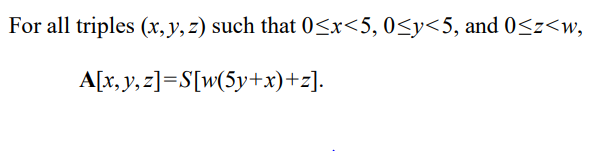 For all triples (x, y, z) such that 0≤x<5, 0≤y<5, and 0≤z<w,
A[x, y, z]=S[w(5y+x)+z].